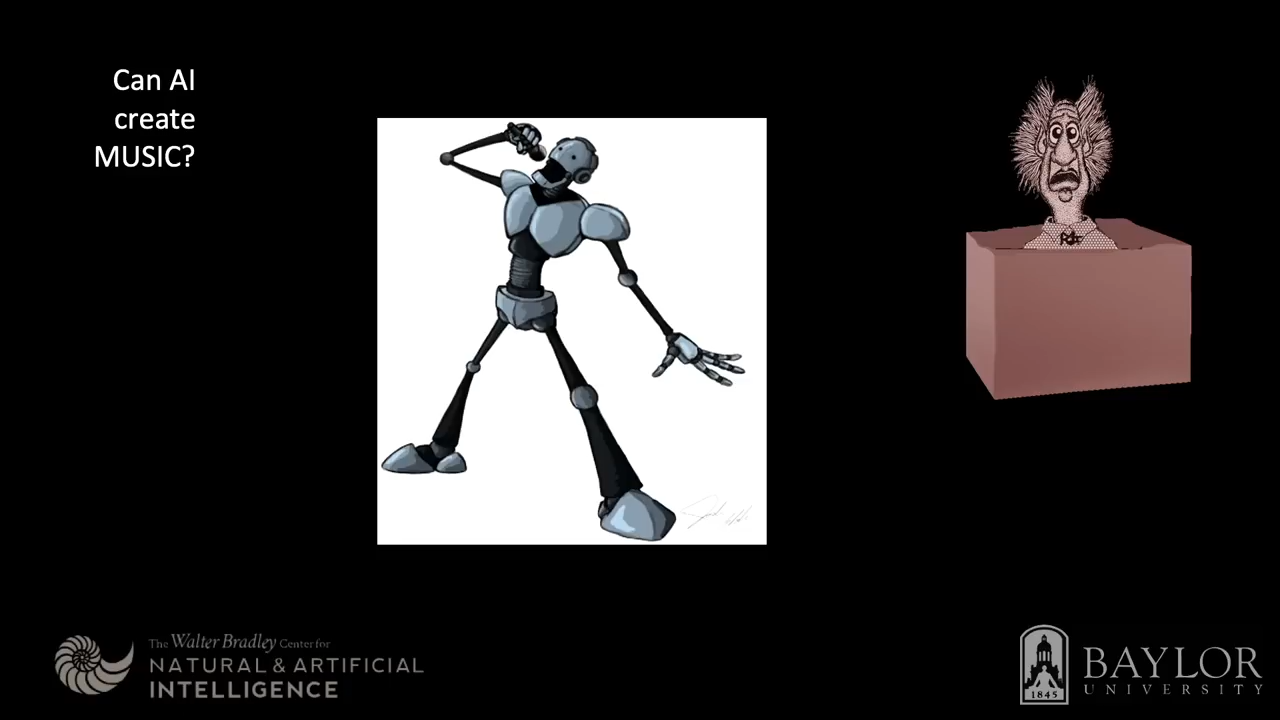 Can AI
create
MUSIC?
The Walter Bradley Center for
NATURAL & ARTIFICIAL
INTELLIGENCE
1845
BAYLOR
UNIVERSITY